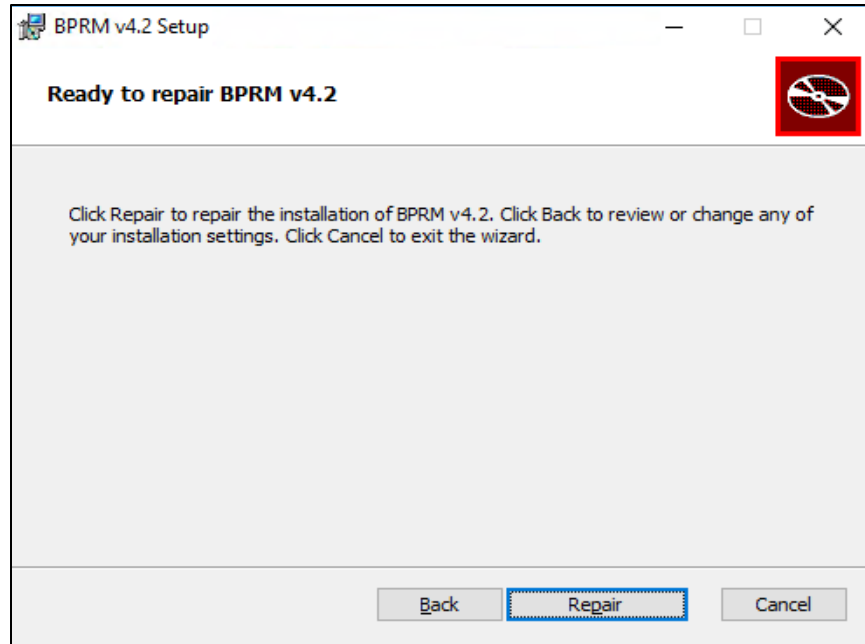 BPRM v4.2 Setup
Ready to repair BPRM v4.2
Click Repair to repair the installation of BPRM v4.2. Click Back to review or change any of
your installation settings. Click Cancel to exit the wizard.
Back Repair Cancel